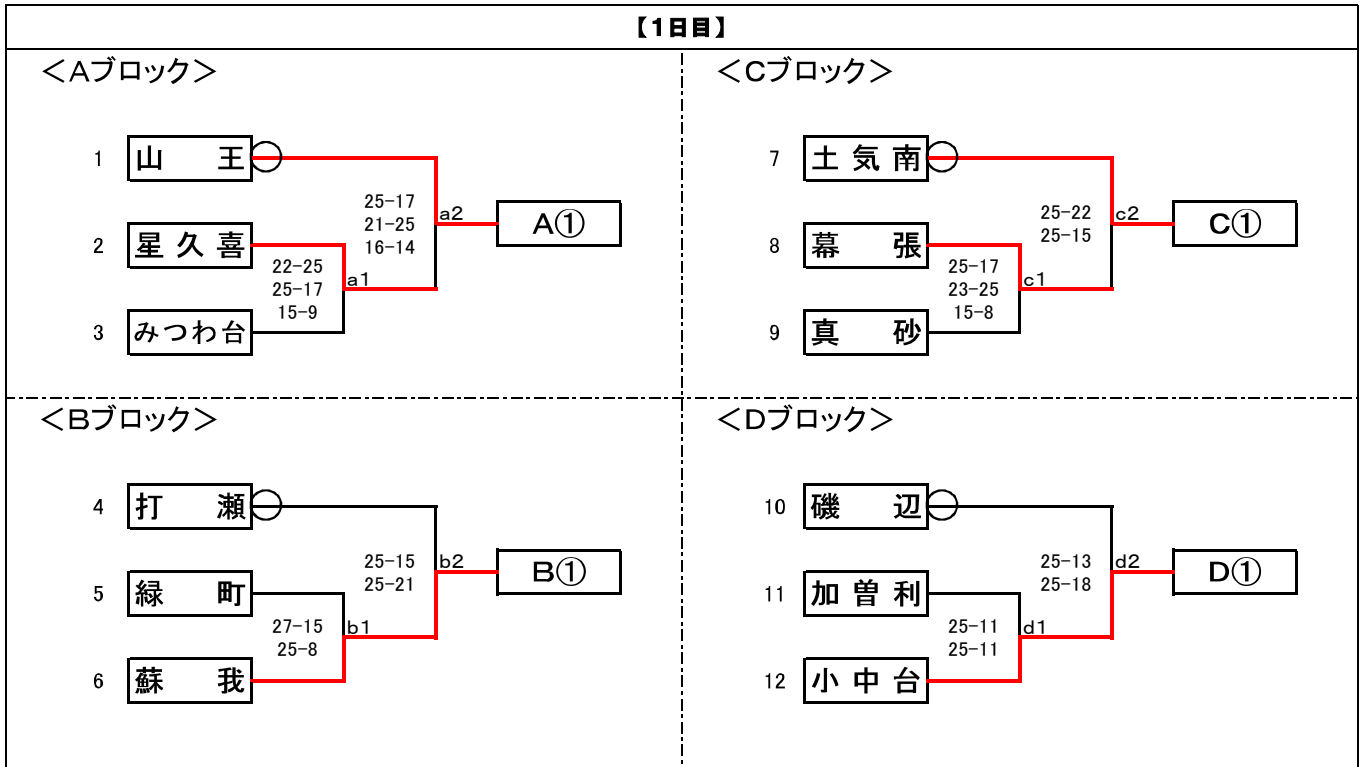 【1日目】
＜Aブロック＞
1 山王
25-17
21-25
16-14
a2
A①
2 星久喜
22-25
25-17
15-9
a1
3 みつわ台
＜Cブロック＞
7 土気南
25-22
25-15
c2
C①
8 幕張
25-17
23-25
15-8
c1
9 真砂
＜Bブロック＞
4 打瀬
25-15
25-21
b2
B①
5 緑町
27-15
25-8
b1
6 蘇我
＜Dブロック＞
10 磯辺
25-13
25-18
d2
D①
11 加曽利
25-11
25-11
d1
12 小中台